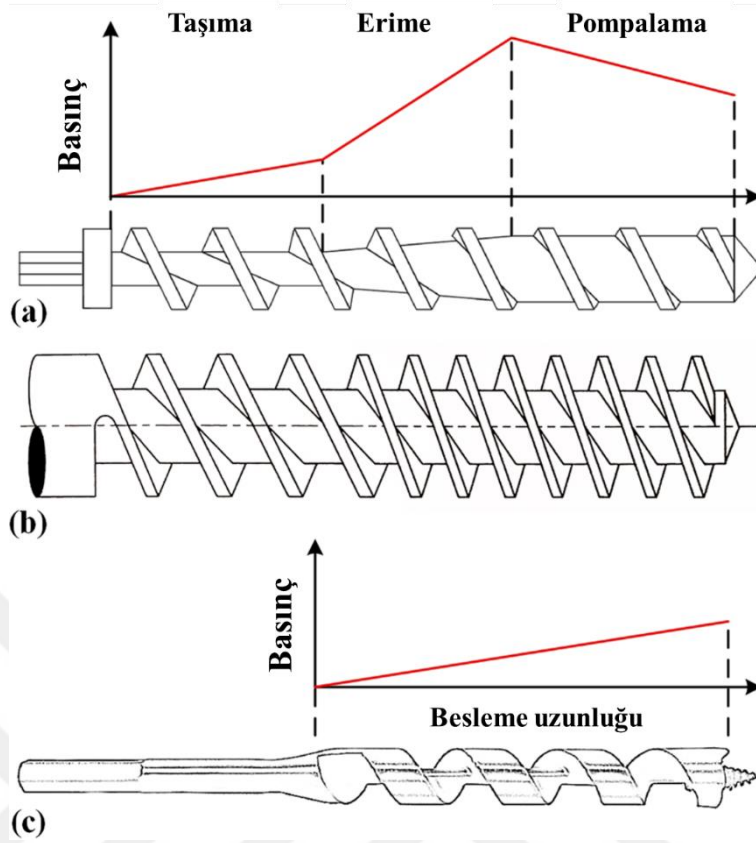 Taşıma Erime Pompalama
Basınç
(a)
(b)
Basınç
Besleme uzunluğu
(c)